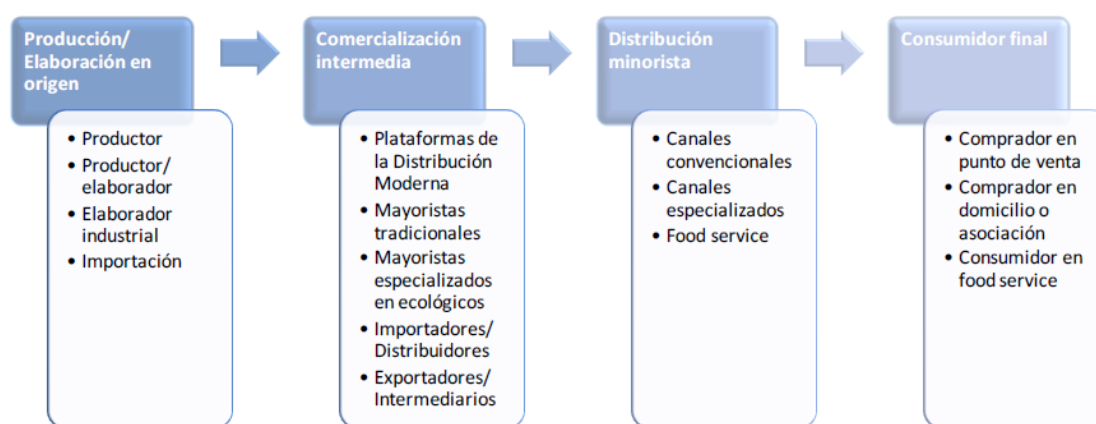 Producción/
Elaboración en
origen
• Productor
• Productor/
elaborador
• Elaborador
industrial
• Importación
Comercialización
intermedia
• Plataformas de
la Distribución
Moderna
• Mayoristas
tradicionales
• Mayoristas
especializados
en ecológicos
• Importadores/
Distribuidores
• Exportadores/
Intermediarios
Distribución
minorista
• Canales
convencionales
• Canales
especializados
• Food service
Consumidor final
• Comprador en
punto de venta
• Comprador en
domicilio o
asociación
• Consumidor en
food service